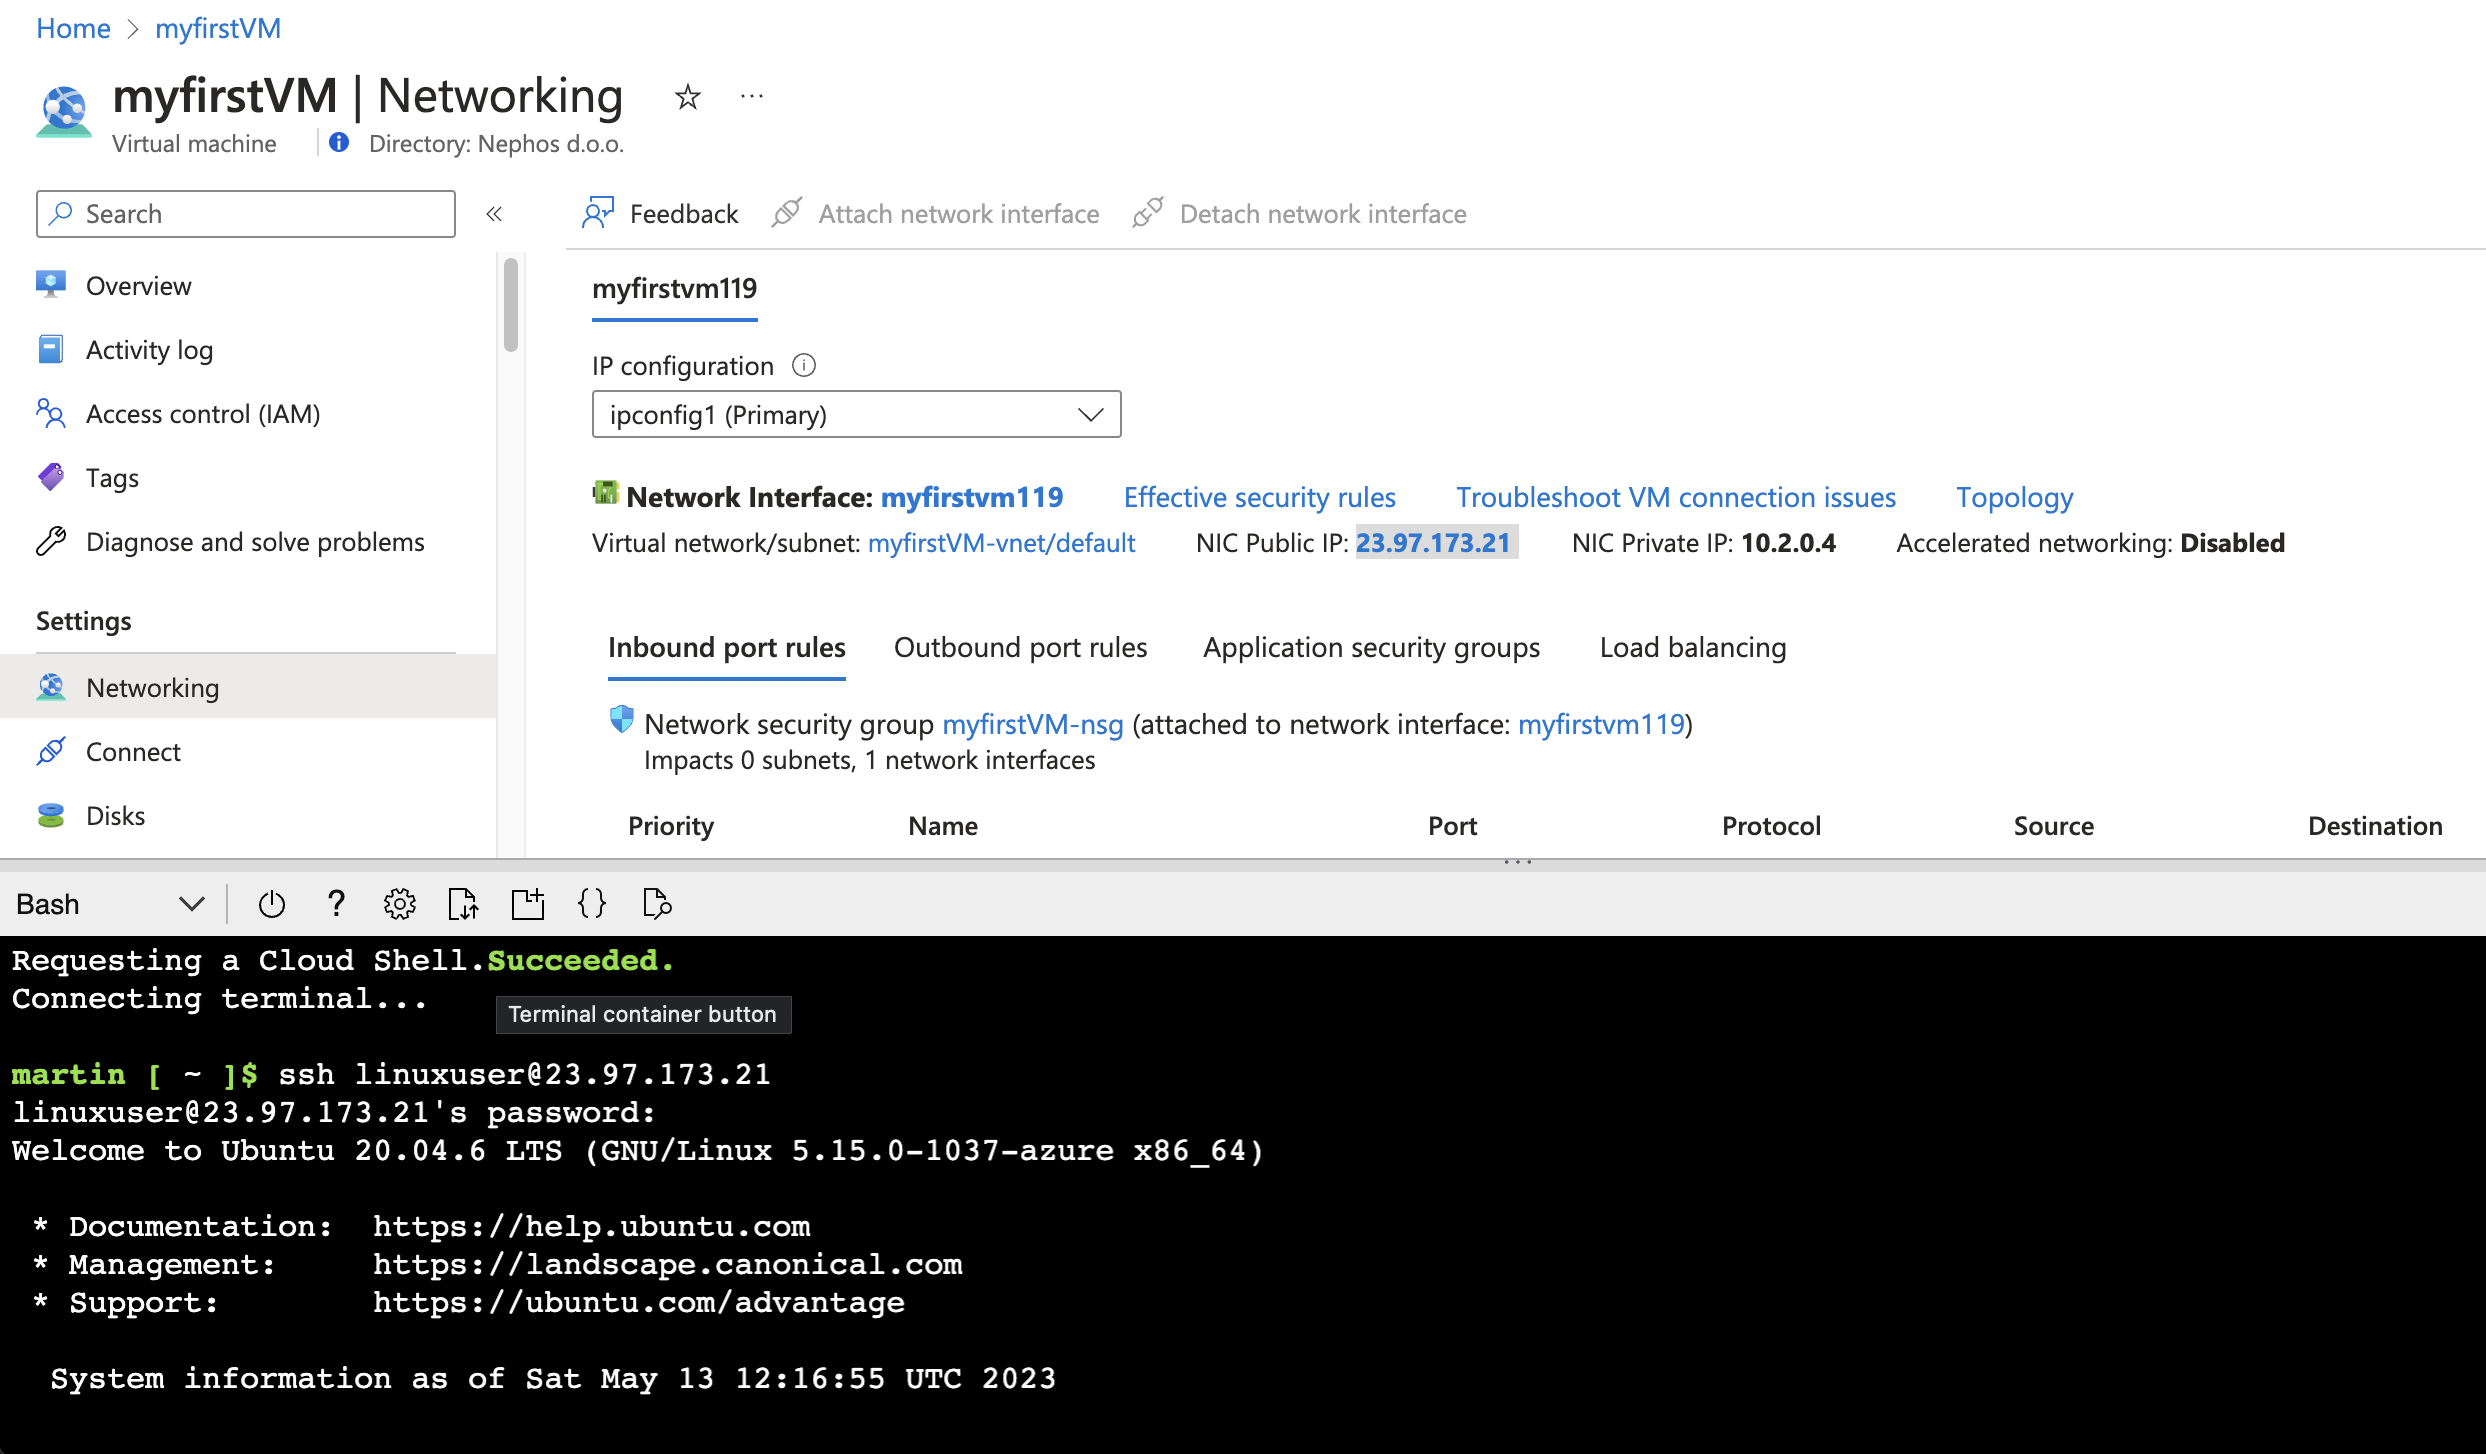 Home > myfirstVM
myfirstVM | Networking ☆ ···
Virtual machine
Directory: Nephos d.o.o.
Search
«
Overview
Activity log
Access control (IAM)
Tags
Diagnose and solve problems
Settings
Networking
Connect
Disks
Feedback Attach network interface Detach network interface
myfirstvm119
IP configuration
ipconfig1 (Primary)
Network Interface: myfirstvm119 Effective security rules Troubleshoot VM connection issues Topology
Virtual network/subnet: myfirstVM-vnet/default NIC Public IP: 23.97.173.21 NIC Private IP: 10.2.0.4 Accelerated networking: Disabled
Inbound port rules Outbound port rules Application security groups Load balancing
Network security group myfirstVM-nsg (attached to network interface: myfirstvm119)
Impacts 0 subnets, 1 network interfaces
Priority Name Port Protocol Source Destination
Bash ? {}
Requesting a Cloud Shell.Succeeded.
Connecting terminal...
Terminal container button
martin [ ~ ]$ ssh linuxuser@23.97.173.21
linuxuser@23.97.173.21's password:
Welcome to Ubuntu 20.04.6 LTS (GNU/Linux 5.15.0-1037-azure x86_64)
* Documentation: https://help.ubuntu.com
* Management: https://landscape.canonical.com
* Support: https://ubuntu.com/advantage
System information as of Sat May 13 12:16:55 UTC 2023